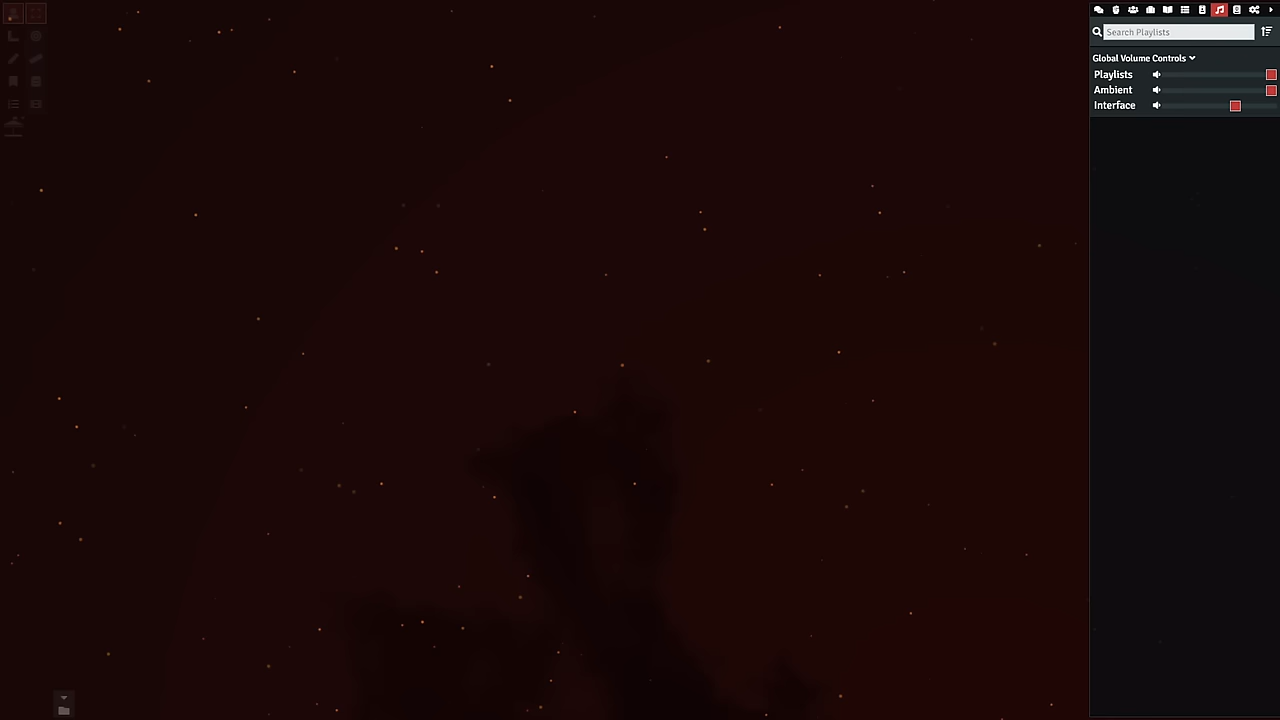 Search Playlists
Global Volume Controls
Playlists
Ambient
Interface